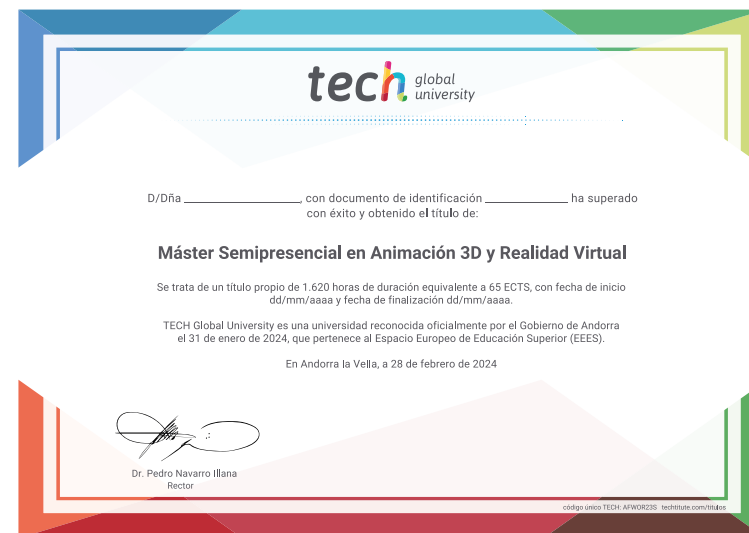 tech global university
D/Dña ____________, con documento de identificación ____________ ha superado
con éxito y obtenido el título de:
Máster Semipresencial en Animación 3D y Realidad Virtual
Se trata de un título propio de 1.620 horas de duración equivalente a 65 ECTS, con fecha de inicio
dd/mm/aaaa y fecha de finalización dd/mm/aaaa.
TECH Global University es una universidad reconocida oficialmente por el Gobierno de Andorra
el 31 de enero de 2024, que pertenece al Espacio Europeo de Educación Superior (EEES).
En Andorra la Vella, a 28 de febrero de 2024
Dr. Pedro Navarro Illana
Rector
código único TECH: AFWOR23S techtitute.com/titulos